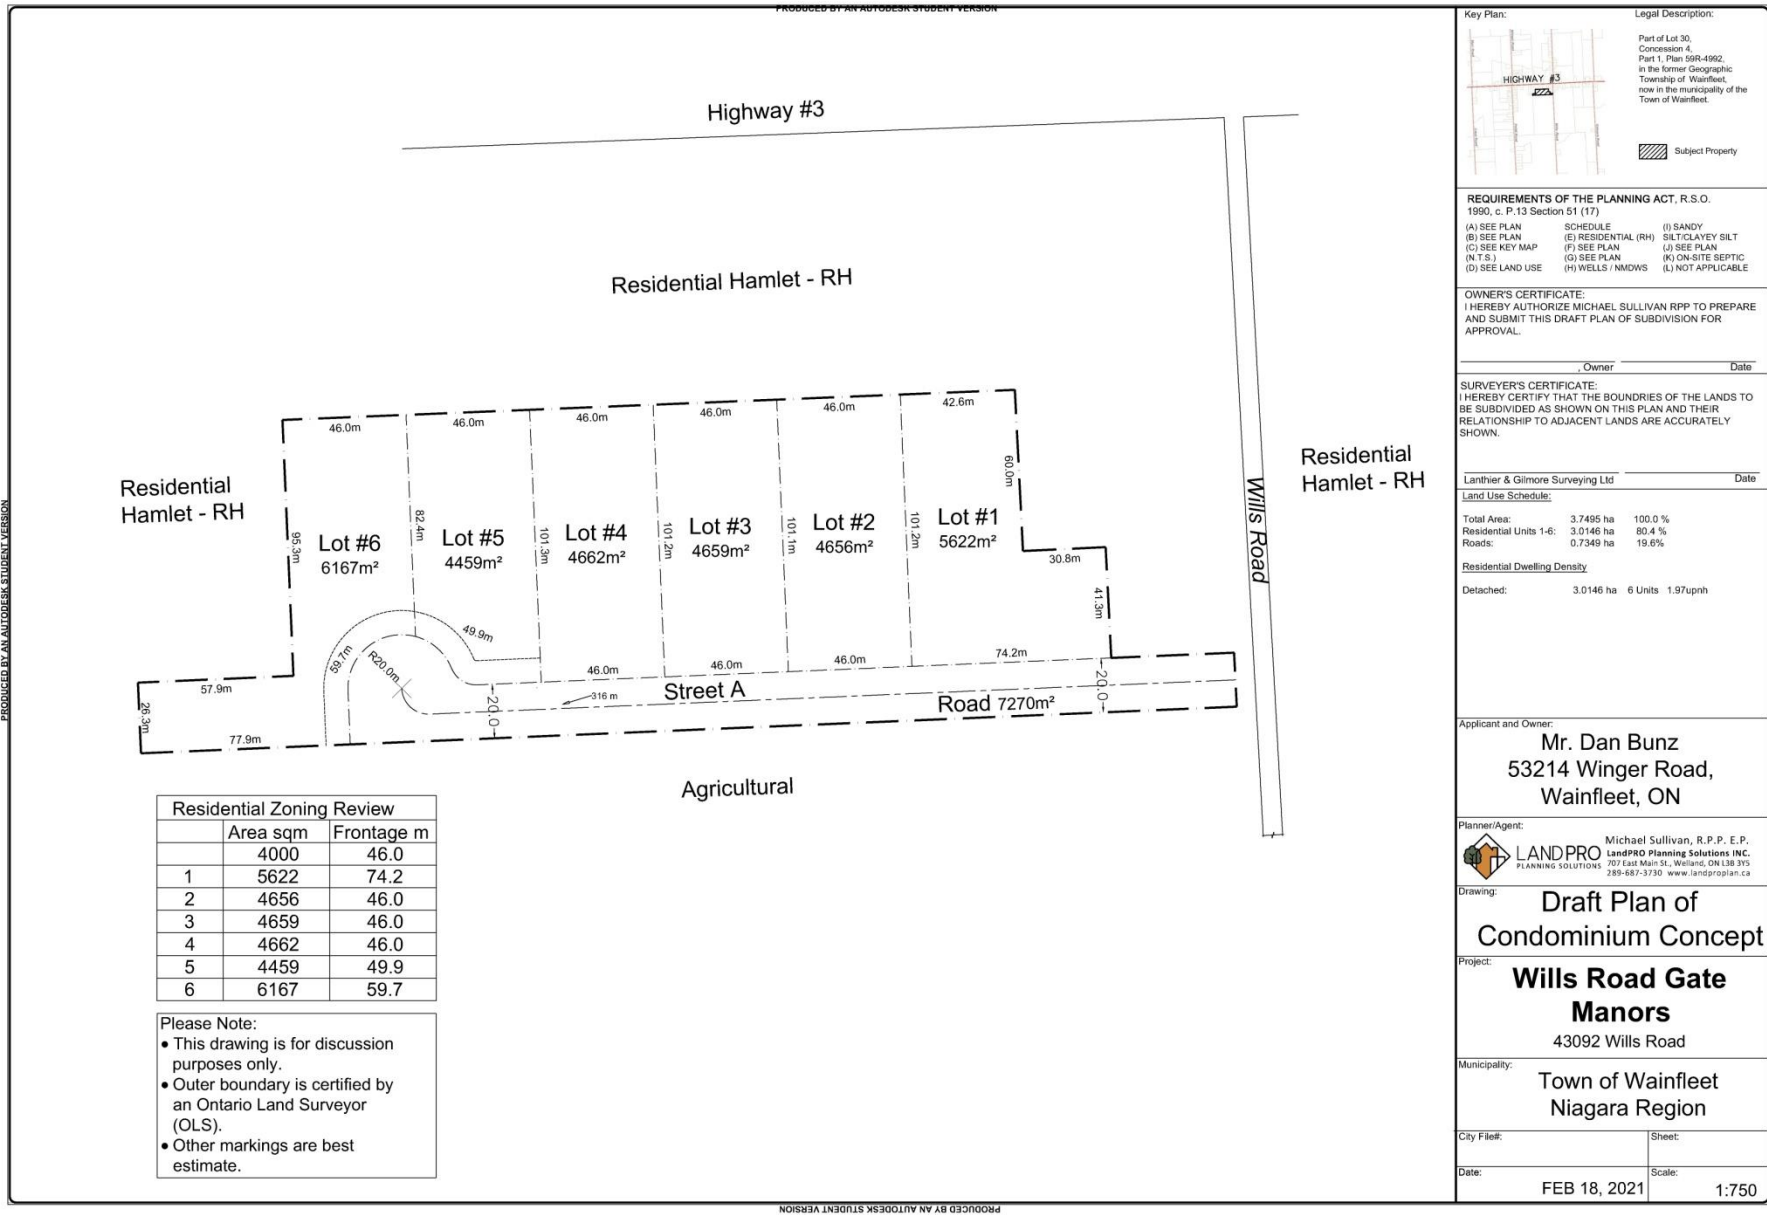 PRODUCED BY AN AUTODESK STUDENT VERSION
PRODUCED BY AN AUTODESK STUDENT VERSION
Highway #3
Residential Hamlet - RH
Residential
Hamlet - RH
Residential
Hamlet - RH
Wills Road
46.0m
46.0m
46.0m
46.0m
46.0m
42.6m
60.0m
30.8m
41.3m
95.3m
82.4m
101.3m
101.2m
101.1m
101.2m
Lot #6
6167m²
Lot #5
4459m²
Lot #4
4662m²
Lot #3
4659m²
Lot #2
4656m²
Lot #1
5622m²
59.7m
49.9m
R20.0m
46.0m
46.0m
46.0m
74.2m
57.9m
26.3m
77.9m
20.0
316 m
Street A
Road 7270m²
20.0
Agricultural
Residential Zoning Review
Area sqm Frontage m
4000 46.0
1 5622 74.2
2 4656 46.0
3 4659 46.0
4 4662 46.0
5 4459 49.9
6 6167 59.7
Please Note:
• This drawing is for discussion
purposes only.
• Outer boundary is certified by
an Ontario Land Surveyor
(OLS).
• Other markings are best
estimate.
Key Plan:
HIGHWAY #3
Legal Description:
Part of Lot 30,
Concession 4,
Part 1, Plan 59R-4992,
in the former Geographic
Township of Wainfleet,
now in the municipality of the
Town of Wainfleet.
Subject Property
REQUIREMENTS OF THE PLANNING ACT, R.S.O.
1990, c. P.13 Section 51 (17)
(A) SEE PLAN
(B) SEE PLAN
(C) SEE KEY MAP
(N.T.S.)
(D) SEE LAND USE
SCHEDULE
(E) RESIDENTIAL (RH)
(F) SEE PLAN
(G) SEE PLAN
(H) WELLS / NMDWS
(I) SANDY
SILT/CLAYEY SILT
(J) SEE PLAN
(K) ON-SITE SEPTIC
(L) NOT APPLICABLE
OWNER'S CERTIFICATE:
I HEREBY AUTHORIZE MICHAEL SULLIVAN RPP TO PREPARE
AND SUBMIT THIS DRAFT PLAN OF SUBDIVISION FOR
APPROVAL.
, Owner Date
SURVEYER'S CERTIFICATE:
I HEREBY CERTIFY THAT THE BOUNDRIES OF THE LANDS TO
BE SUBDIVIDED AS SHOWN ON THIS PLAN AND THEIR
RELATIONSHIP TO ADJACENT LANDS ARE ACCURATELY
SHOWN.
Lanthier & Gilmore Surveying Ltd Date
Land Use Schedule:
Total Area: 3.7495 ha 100.0 %
Residential Units 1-6: 3.0146 ha 80.4 %
Roads: 0.7349 ha 19.6%
Residential Dwelling Density
Detached: 3.0146 ha 6 Units 1.97upnh
Applicant and Owner:
Mr. Dan Bunz
53214 Winger Road,
Wainfleet, ON
Planner/Agent:
LANDPRO
PLANNING SOLUTIONS
Michael Sullivan, R.P.P. E.P.
LandPRO Planning Solutions INC.
707 East Main St., Welland, ON L3B 3Y5
289-687-3730 www.landproplan.ca
Drawing:
Draft Plan of
Condominium Concept
Project:
Wills Road Gate
Manors
43092 Wills Road
Municipality:
Town of Wainfleet
Niagara Region
City File#:
Sheet:
Date:
FEB 18, 2021
Scale:
1:750
PRODUCED BY AN AUTODESK STUDENT VERSION